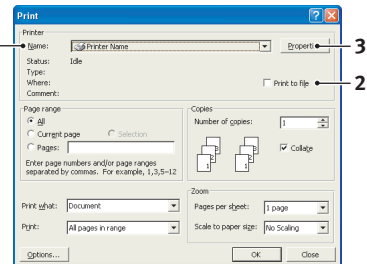 Print
Printer
Name: Printer Name Properti 3
Status: Idle
Type:
Where: Print to file 2
Comment:
Page range Copies
All Number of copies: 1
Current page Selection
Pages: Collate
Enter page numbers and/or page ranges
separated by commas. For example, 1,3,5–12
Zoom
Print what: Document Pages per sheet: 1 page
Print: All pages in range Scale to paper size: No Scaling
Options... OK Close